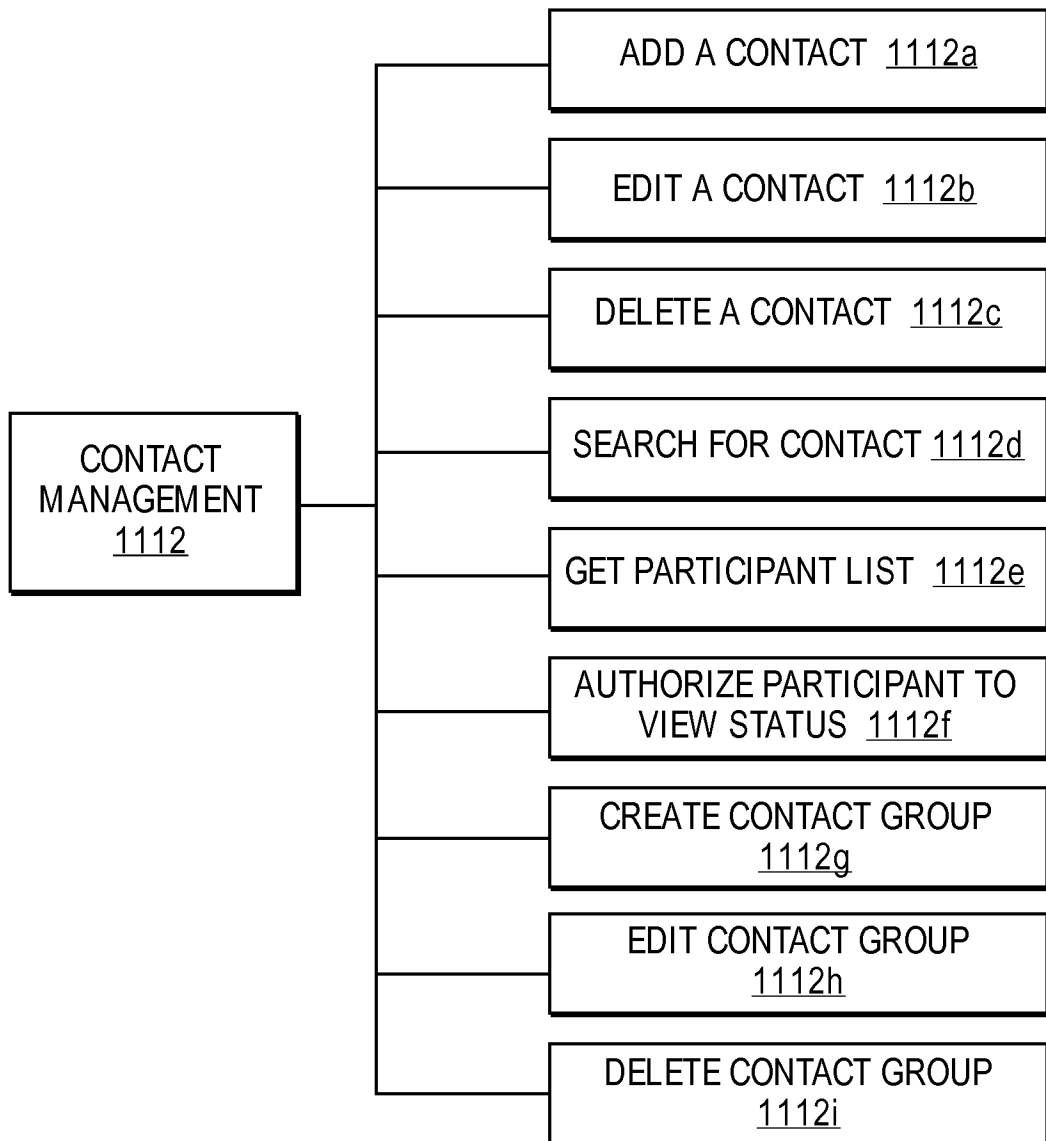 ADD A CONTACT 1112a
EDIT A CONTACT 1112b
DELETE A CONTACT 1112c
SEARCH FOR CONTACT 1112d
CONTACT
MANAGEMENT
1112
GET PARTICIPANT LIST 1112e
AUTHORIZE PARTICIPANT TO
VIEW STATUS 1112f
CREATE CONTACT GROUP
1112g
EDIT CONTACT GROUP
1112h
DELETE CONTACT GROUP
1112i